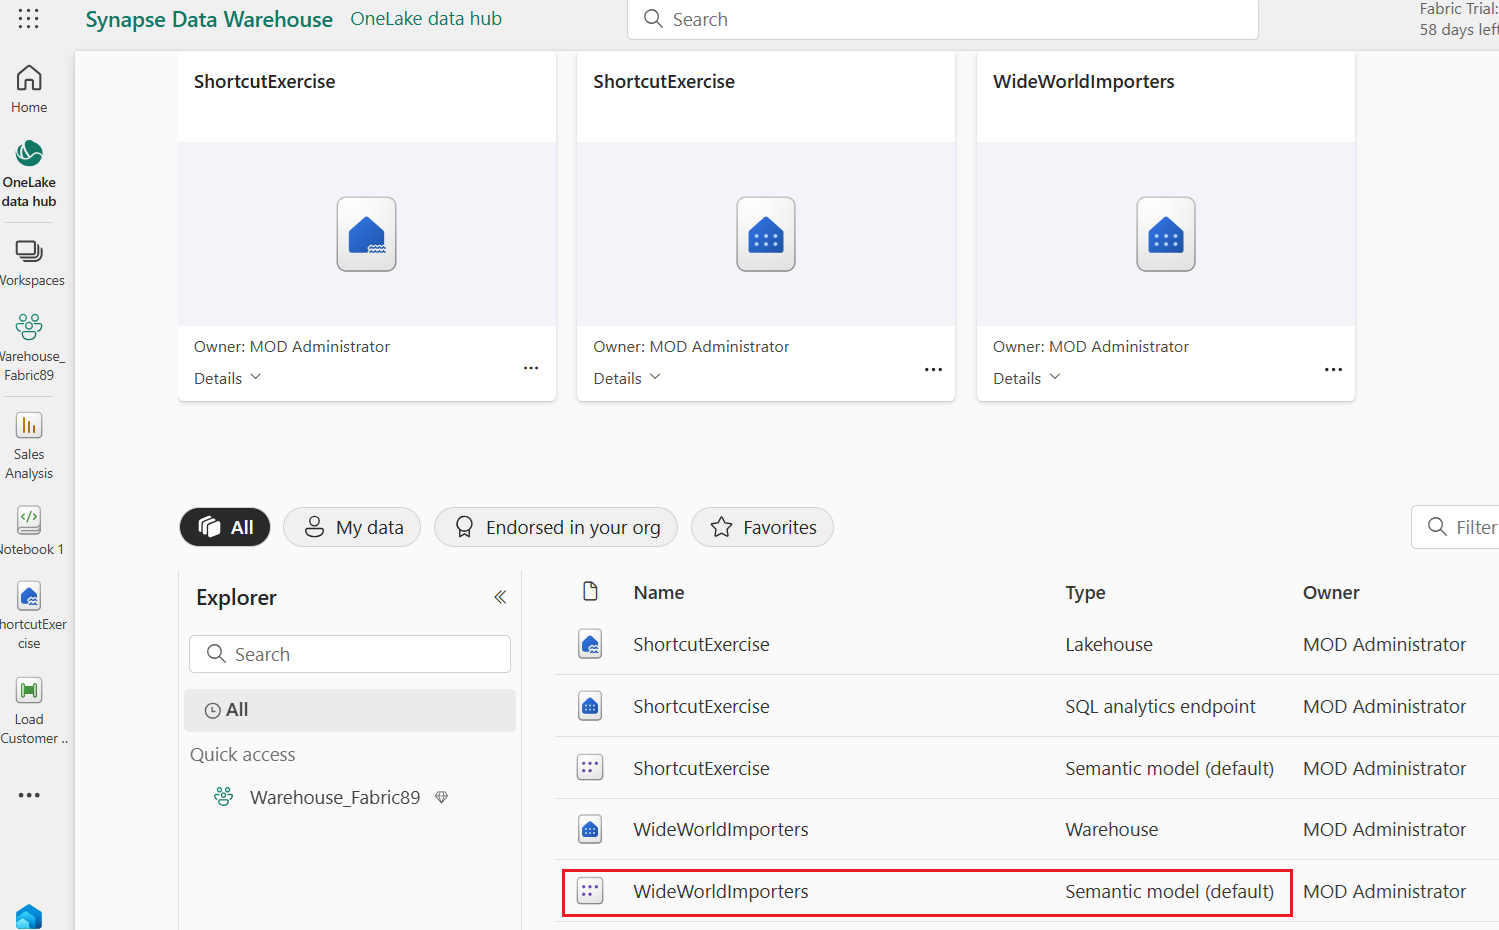 Synapse Data Warehouse OneLake data hub
Search
Fabric Trial:
58 days left
Home
OneLake
data hub
Workspaces
Warehouse_
Fabric89
Sales
Analysis
Notebook 1
ShortcutExer
cise
Load
Customer ..
ShortcutExercise
Owner: MOD Administrator
Details
ShortcutExercise
Owner: MOD Administrator
Details
WideWorldImporters
Owner: MOD Administrator
Details
All My data Endorsed in your org Favorites
Filter
Explorer
Search
All
Quick access
Warehouse_Fabric89
Name Type Owner
ShortcutExercise Lakehouse MOD Administrator
ShortcutExercise SQL analytics endpoint MOD Administrator
ShortcutExercise Semantic model (default) MOD Administrator
WideWorldImporters Warehouse MOD Administrator
WideWorldImporters Semantic model (default) MOD Administrator